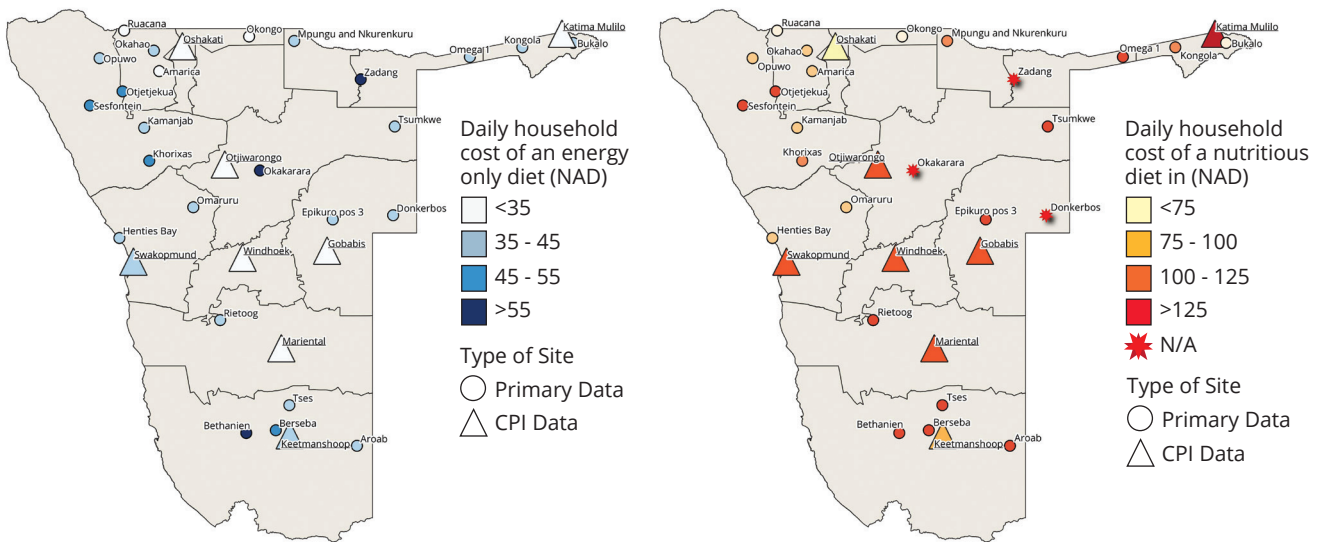 Ruacana
Okongo
Katima Mulilo
Okahao
Oshakati
Mpungu and Nkurenkuru
Kongola
Bukalo
Omega 1
Opuwo
Amarica
Zadang
Otjetjekua
Sesfontein
Kamanjab
Tsumkwe
Khorixas
Otjiwarongo
Okakarara
Omaruru
Epikuro pos 3
Donkerbos
Henties Bay
Swakopmund
Windhoek
Gobabis
Rietoog
Mariental
Tses
Bethanien
Berseba
Keetmanshoop
Aroab
Daily household
cost of an energy
only diet (NAD)
<35
35 - 45
45 - 55
>55
Type of Site
Primary Data
CPI Data
Ruacana
Okongo
Katima Mulilo
Okahao
Oshakati
Mpungu and Nkurenkuru
Bukalo
Omega 1
Kongola
Opuwo
Amarica
Zadang
Otjetjekua
Sesfontein
Kamanjab
Tsumkwe
Khorixas
Otjiwarongo
Okakarara
Omaruru
Epikuro pos 3
Donkerbos
Henties Bay
Swakopmund
Windhoek
Gobabis
Rietoog
Mariental
Tses
Bethanien
Berseba
Keetmanshoop
Aroab
Daily household
cost of a nutritious
diet in (NAD)
<75
75 - 100
100 - 125
>125
N/A
Type of Site
Primary Data
CPI Data